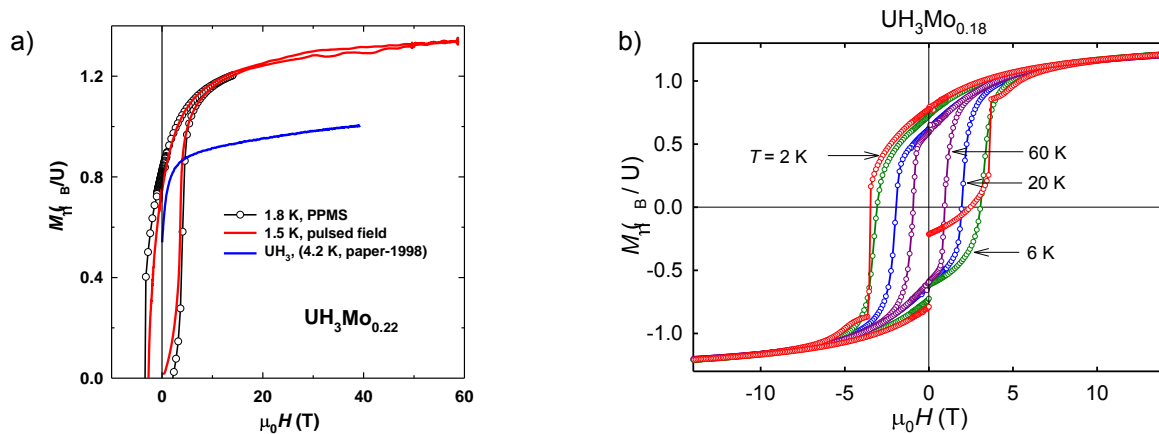 a)
1.2
0.8
0.4
0.0
M (μB/U)
1.8 K, PPMS
1.5 K, pulsed field
UH3, (4.2 K, paper-1998)
UH3Mo0.22
0 20 40 60
μ0H (T)
b)
UH3Mo0.18
1.0
0.5
0.0
-0.5
-1.0
T = 2 K
60 K
20 K
6 K
-10 -5 0 5 10
μ0H (T)